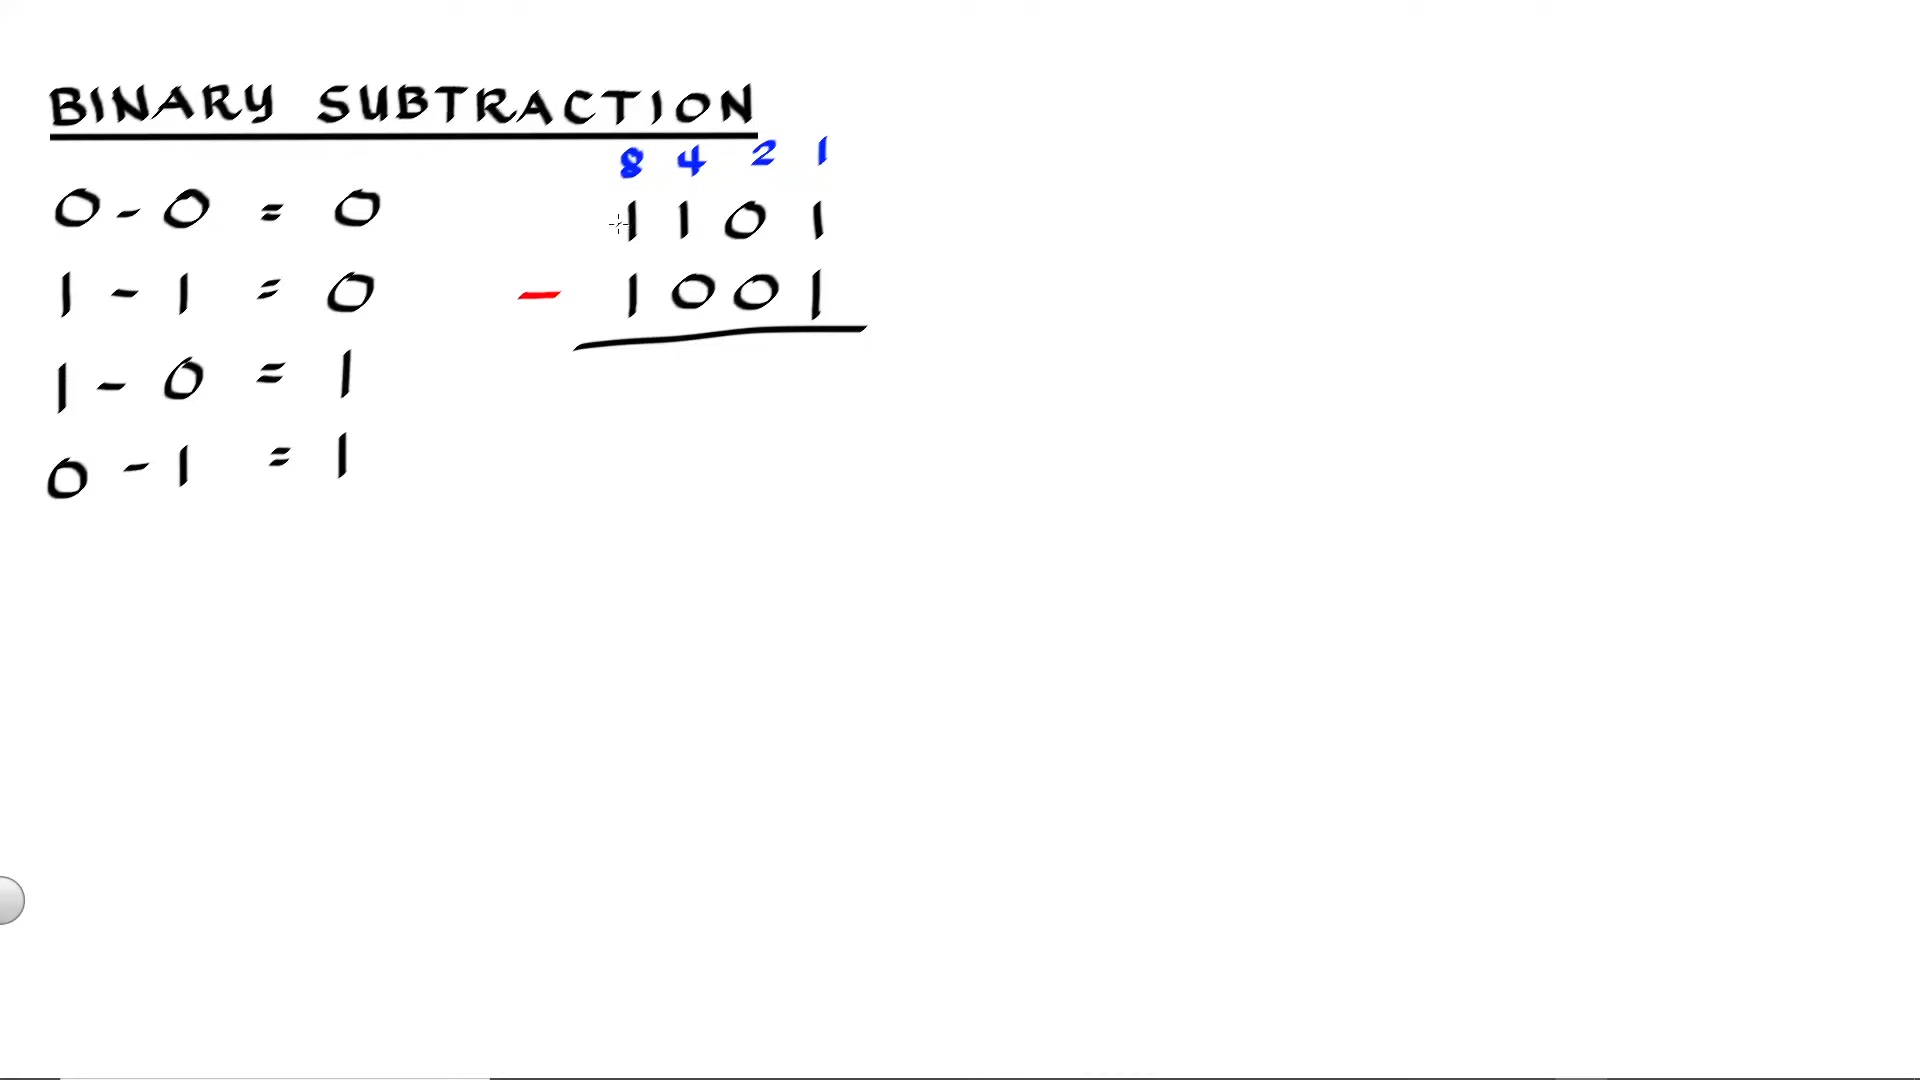 BINARY SUBTRACTION
8 4 2 1
0 - 0 = 0
1 1 0 1
1 - 1 = 0
- 1 0 0 1
1 - 0 = 1
0 - 1 = 1